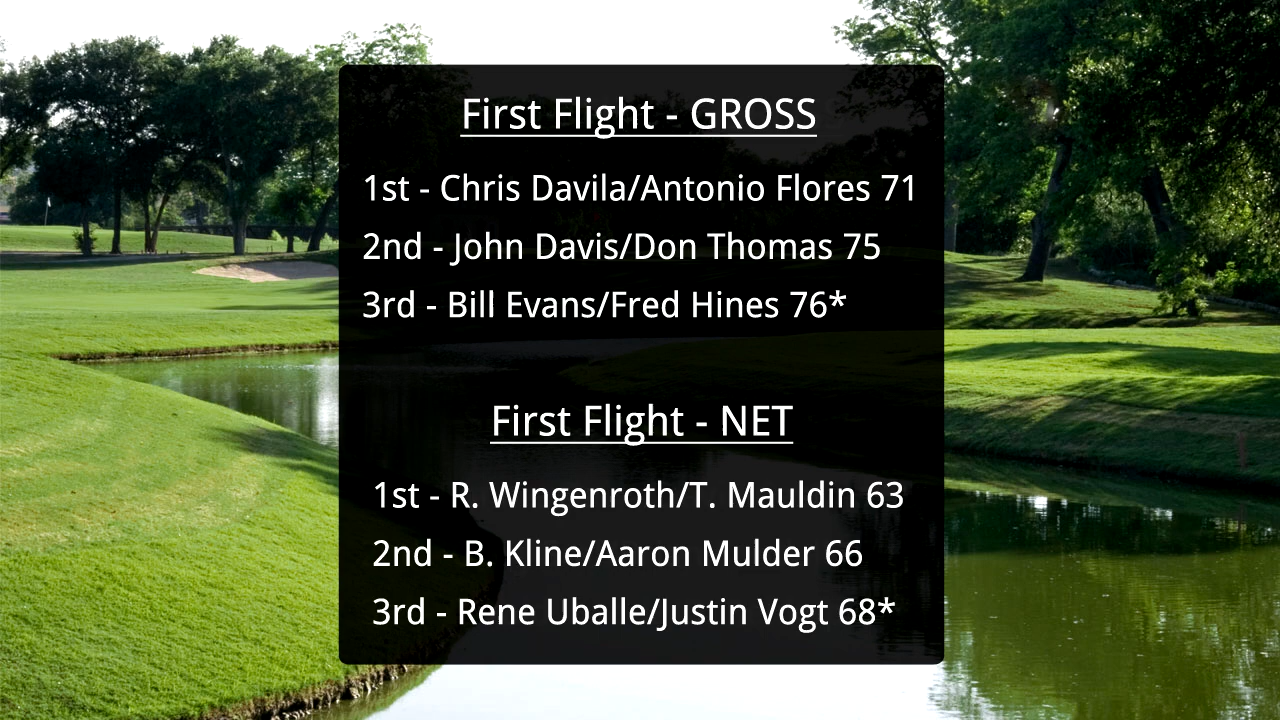 First Flight - GROSS
1st - Chris Davila/Antonio Flores 71
2nd - John Davis/Don Thomas 75
3rd - Bill Evans/Fred Hines 76*
First Flight - NET
1st - R. Wingenroth/T. Mauldin 63
2nd - B. Kline/Aaron Mulder 66
3rd - Rene Uballe/Justin Vogt 68*